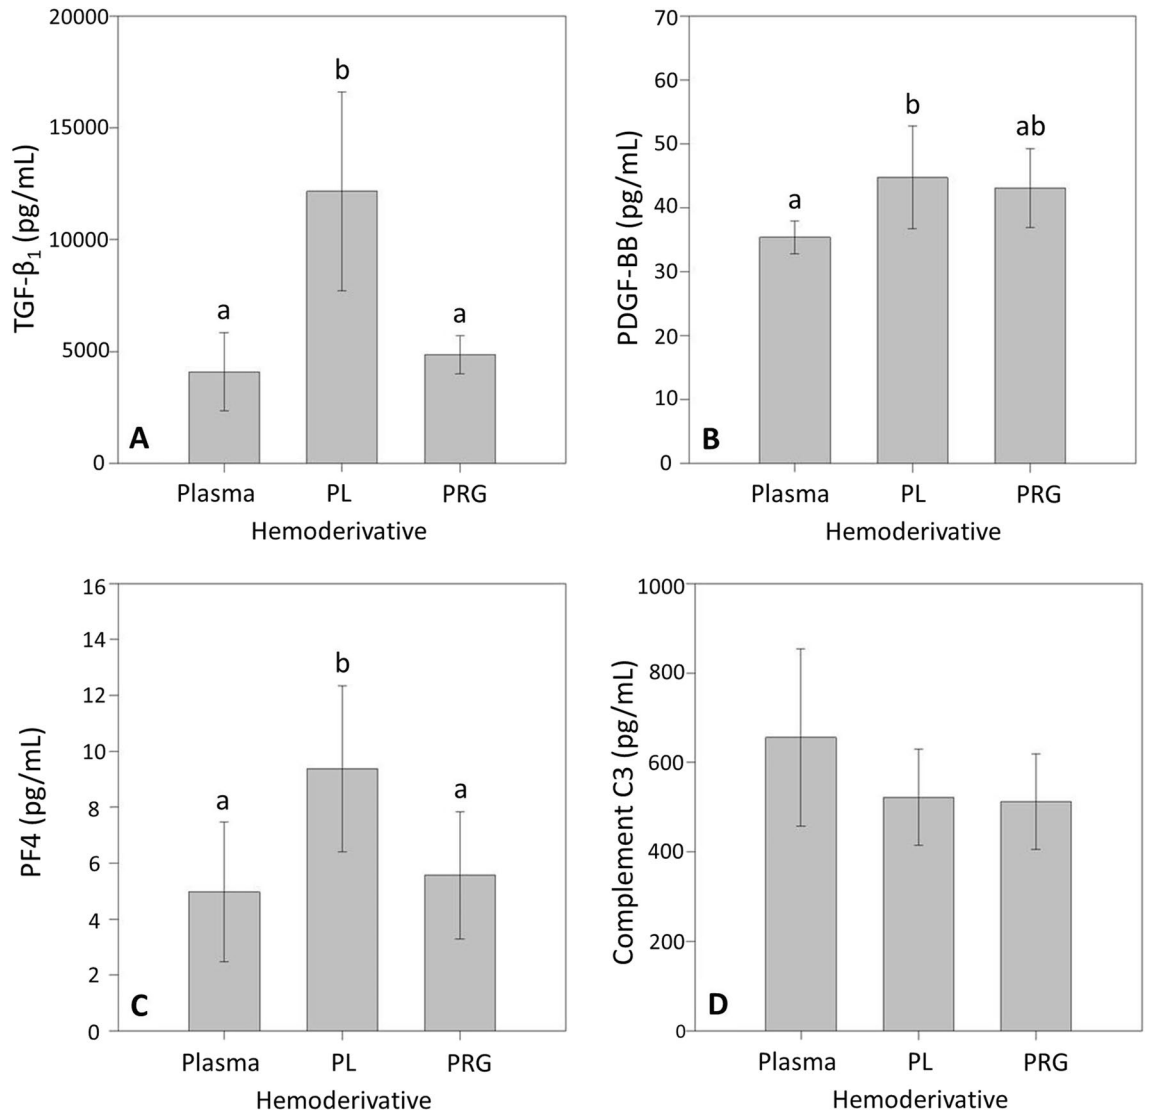 20000
15000
10000
5000
0
TGF-β1 (pg/mL)
a
b
a
A
Plasma
PL
PRG
Hemoderivative
70
60
50
40
30
20
10
0
PDGF-BB (pg/mL)
a
b
ab
B
Plasma
PL
PRG
Hemoderivative
16
14
12
10
8
6
4
2
0
PF4 (pg/mL)
a
b
a
C
Plasma
PL
PRG
Hemoderivative
1000
800
600
400
200
0
Complement C3 (pg/mL)
D
Plasma
PL
PRG
Hemoderivative